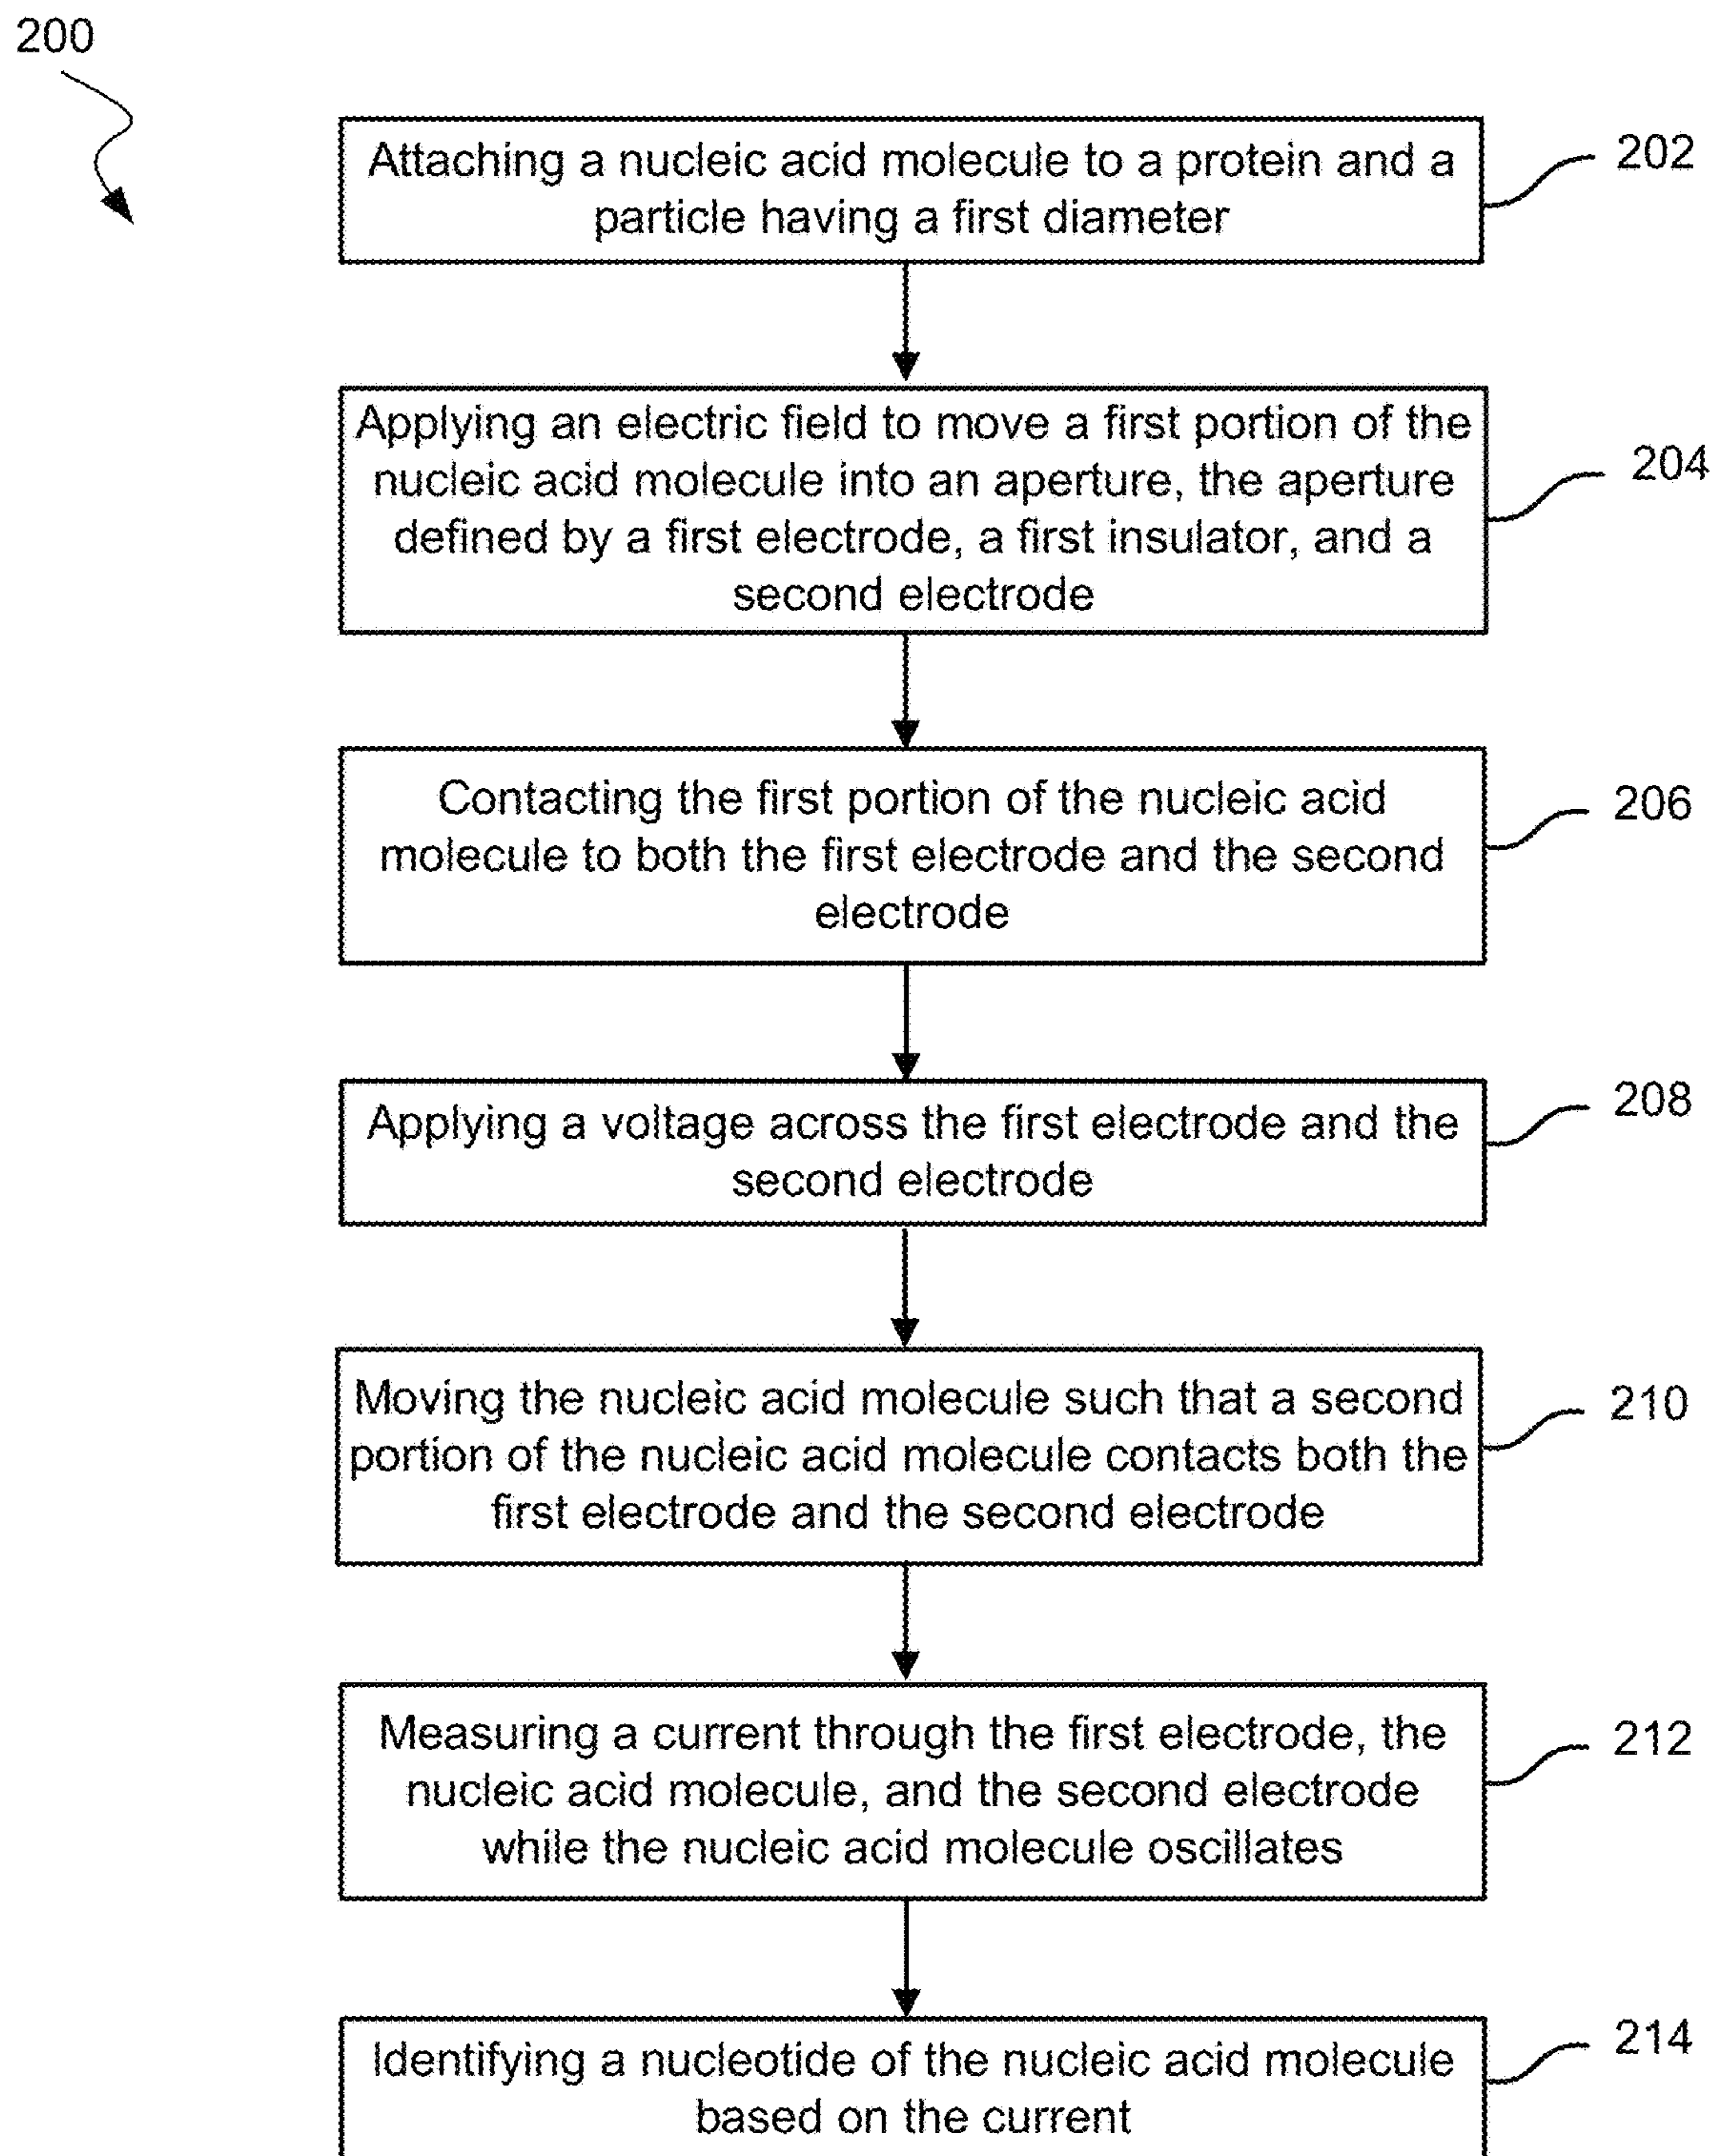 200
Attaching a nucleic acid molecule to a protein and a
particle having a first diameter
202
Applying an electric field to move a first portion of the
nucleic acid molecule into an aperture, the aperture
defined by a first electrode, a first insulator, and a
second electrode
204
Contacting the first portion of the nucleic acid
molecule to both the first electrode and the second
electrode
206
Applying a voltage across the first electrode and the
second electrode
208
Moving the nucleic acid molecule such that a second
portion of the nucleic acid molecule contacts both the
first electrode and the second electrode
210
Measuring a current through the first electrode, the
nucleic acid molecule, and the second electrode
while the nucleic acid molecule oscillates
212
Identifying a nucleotide of the nucleic acid molecule
based on the current
214